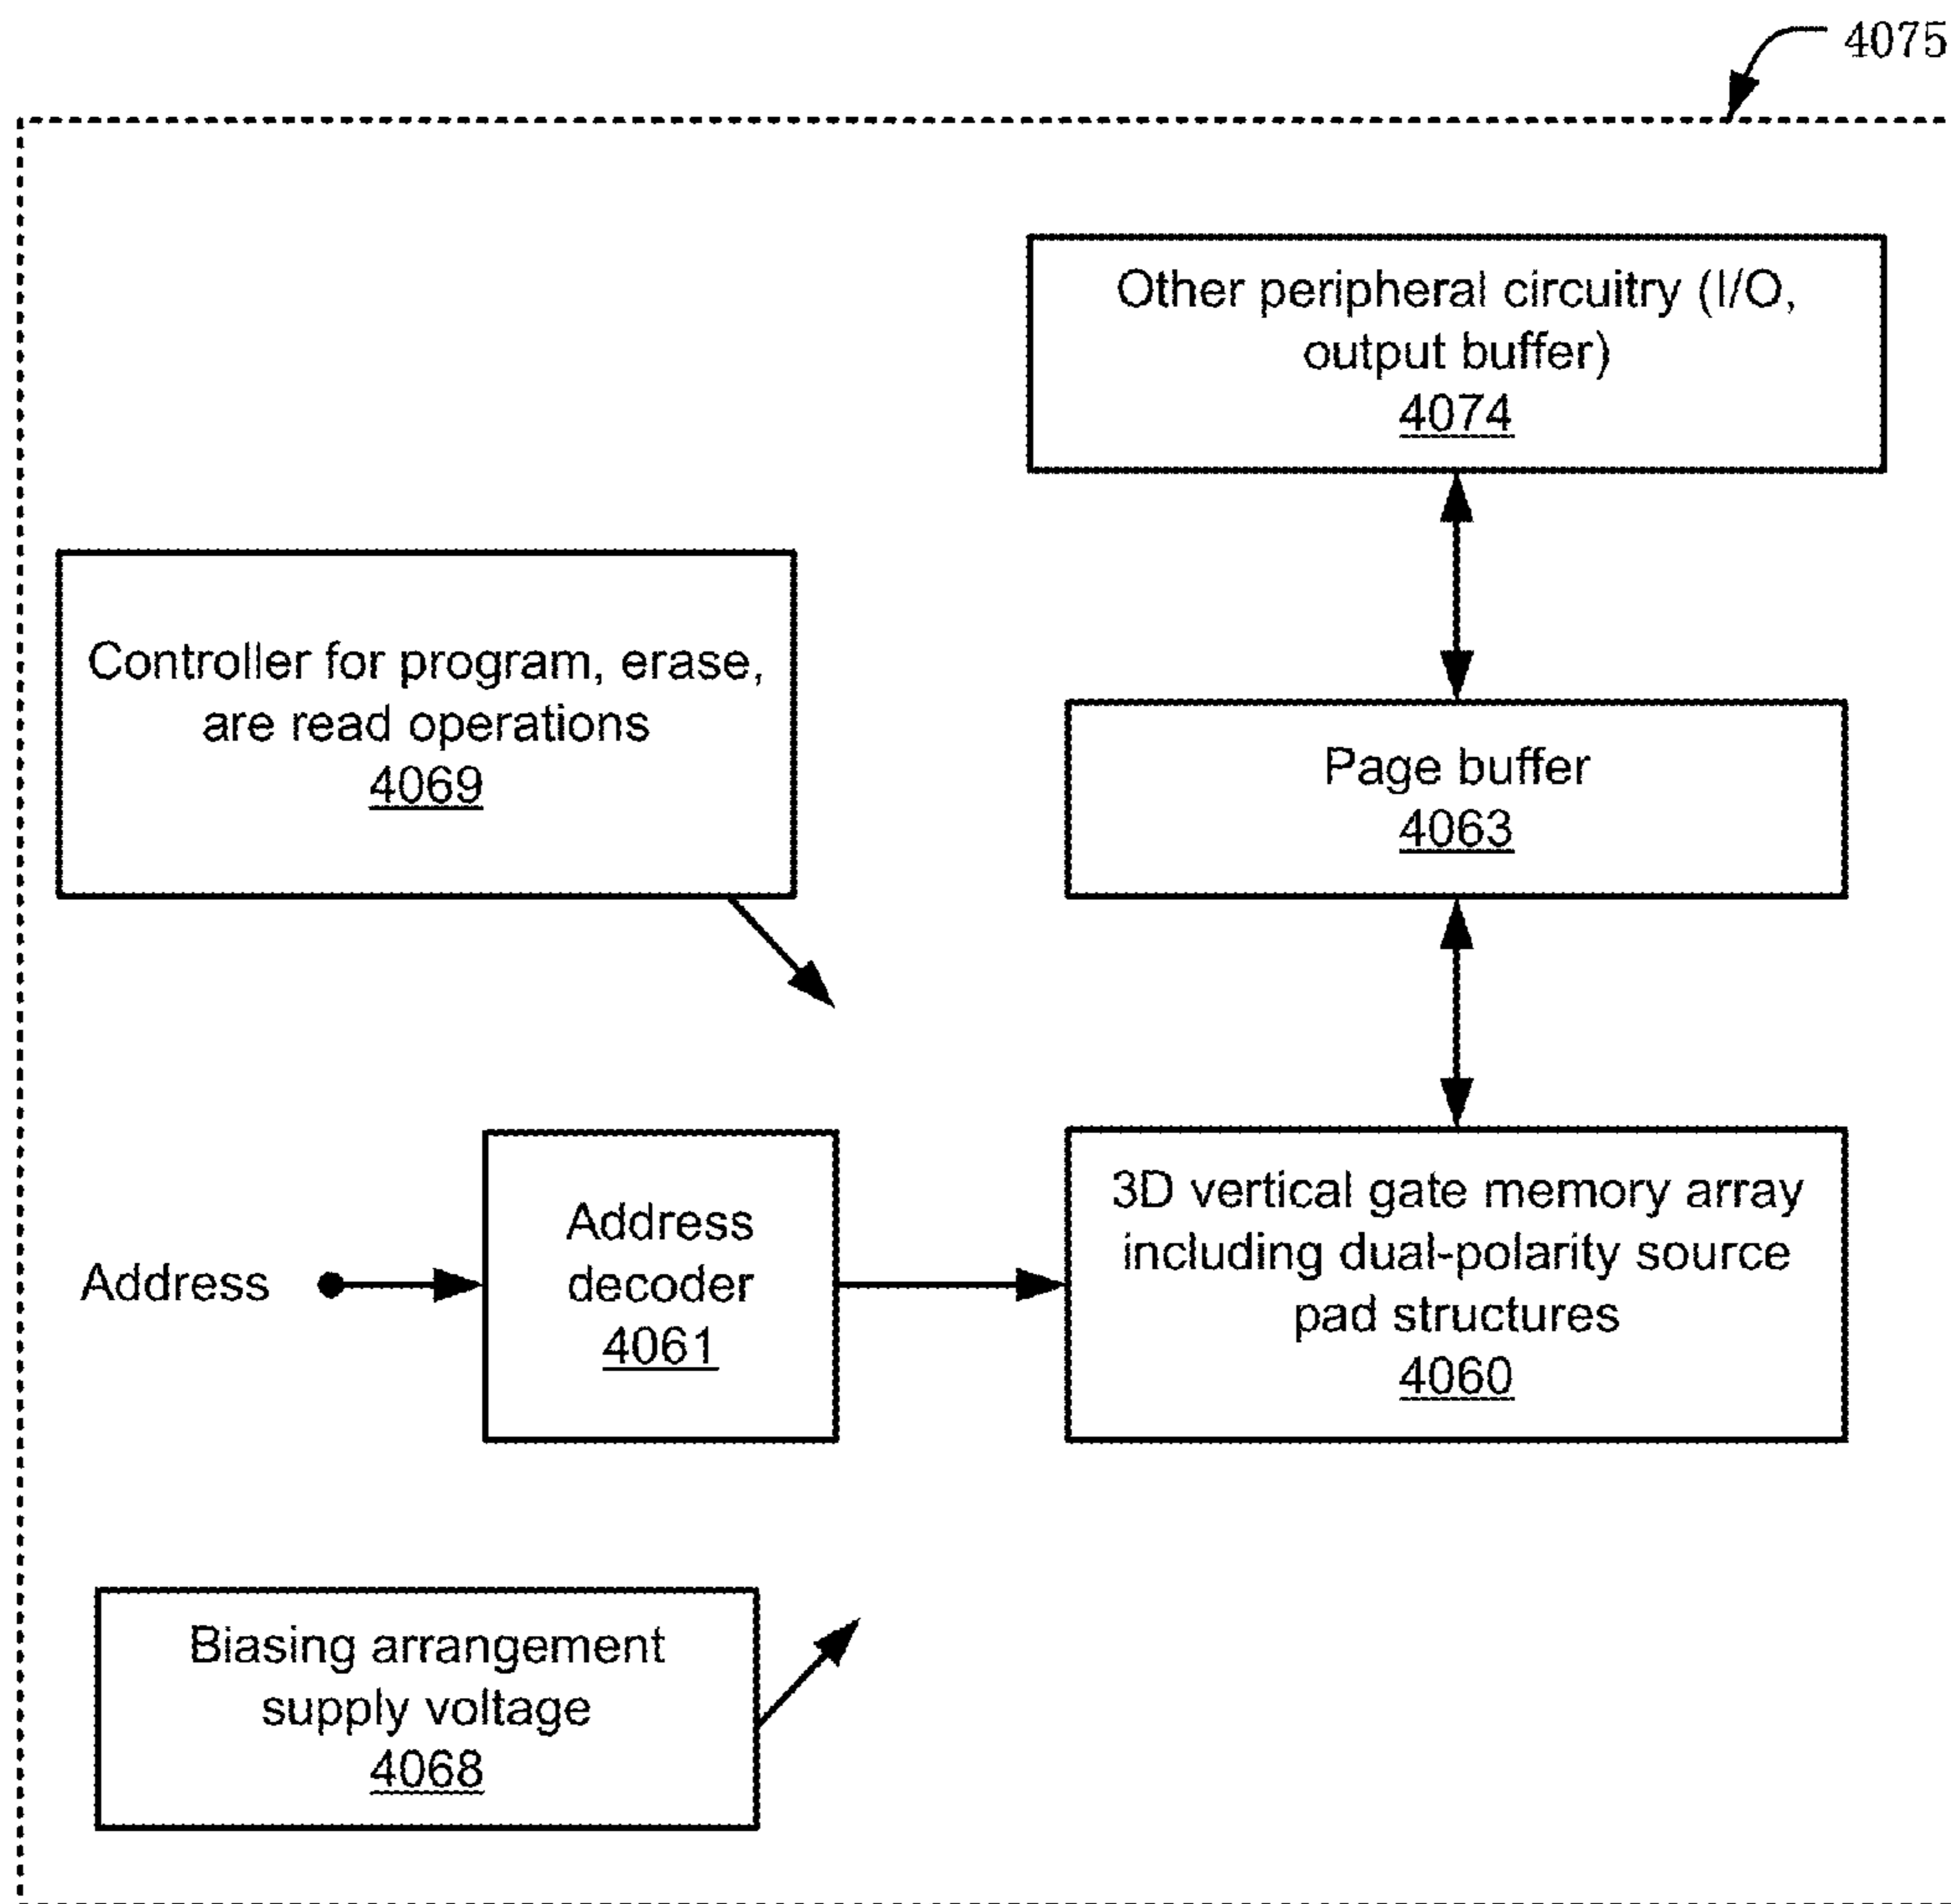 4075
Other peripheral circuitry (I/O,
output buffer)
4074
Controller for program, erase,
are read operations
4069
Page buffer
4063
Address
Address
decoder
4061
3D vertical gate memory array
including dual-polarity source
pad structures
4060
Biasing arrangement
supply voltage
4068